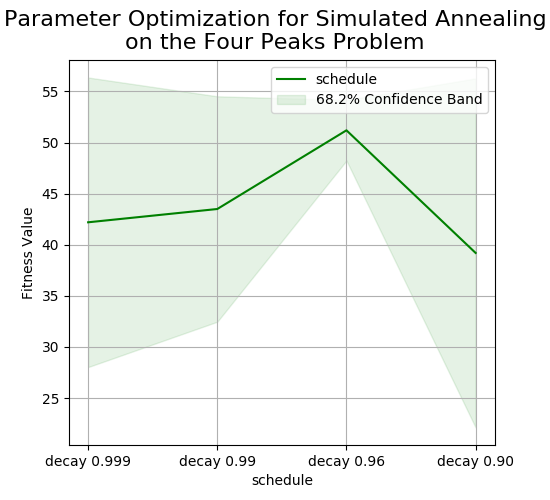 Parameter Optimization for Simulated Annealing
on the Four Peaks Problem
schedule
68.2% Confidence Band
55
50
45
40
35
30
25
Fitness Value
decay 0.999
decay 0.99
decay 0.96
decay 0.90
schedule